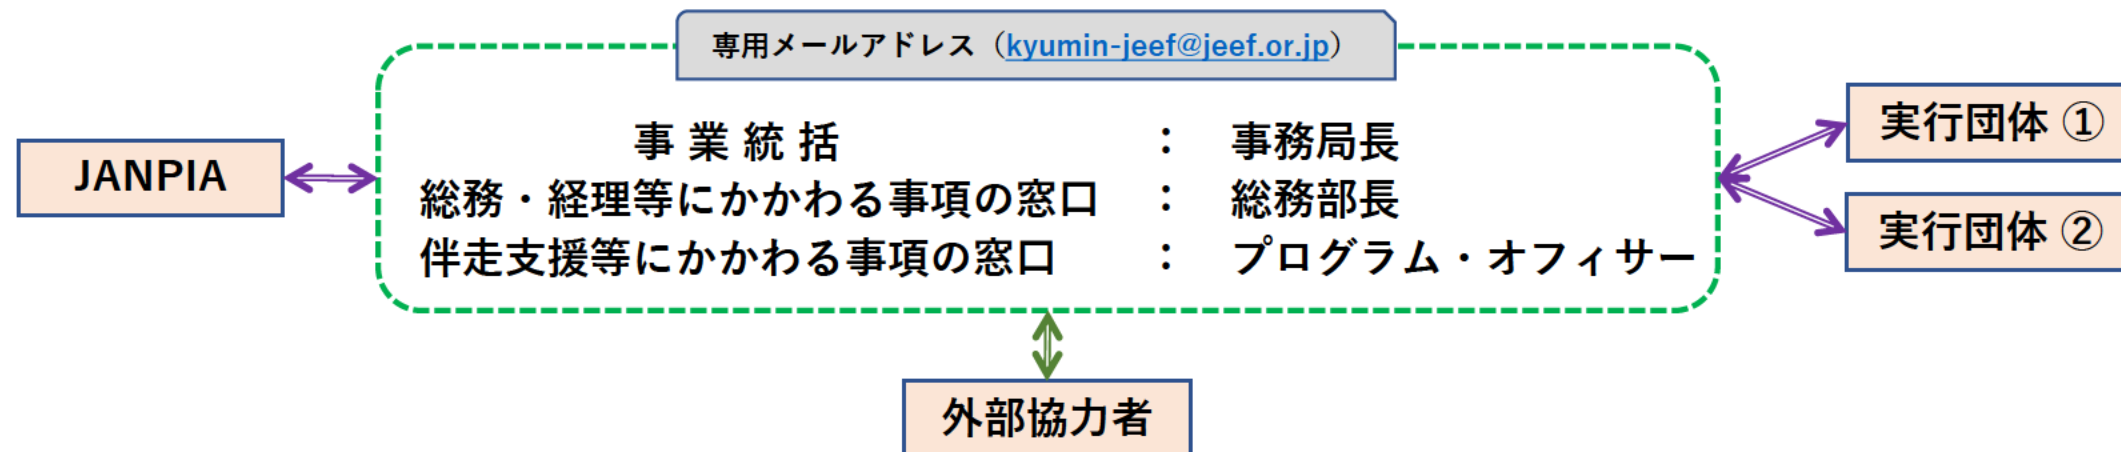 専用メールアドレス（kyumin-jeef@jeef.or.jp）
JANPIA
事 業 統 括 ： 事務局長
総務・経理等にかかわる事項の窓口 ： 総務部長
伴走支援等にかかわる事項の窓口 ： プログラム・オフィサー
実行団体 ①
実行団体 ②
外部協力者